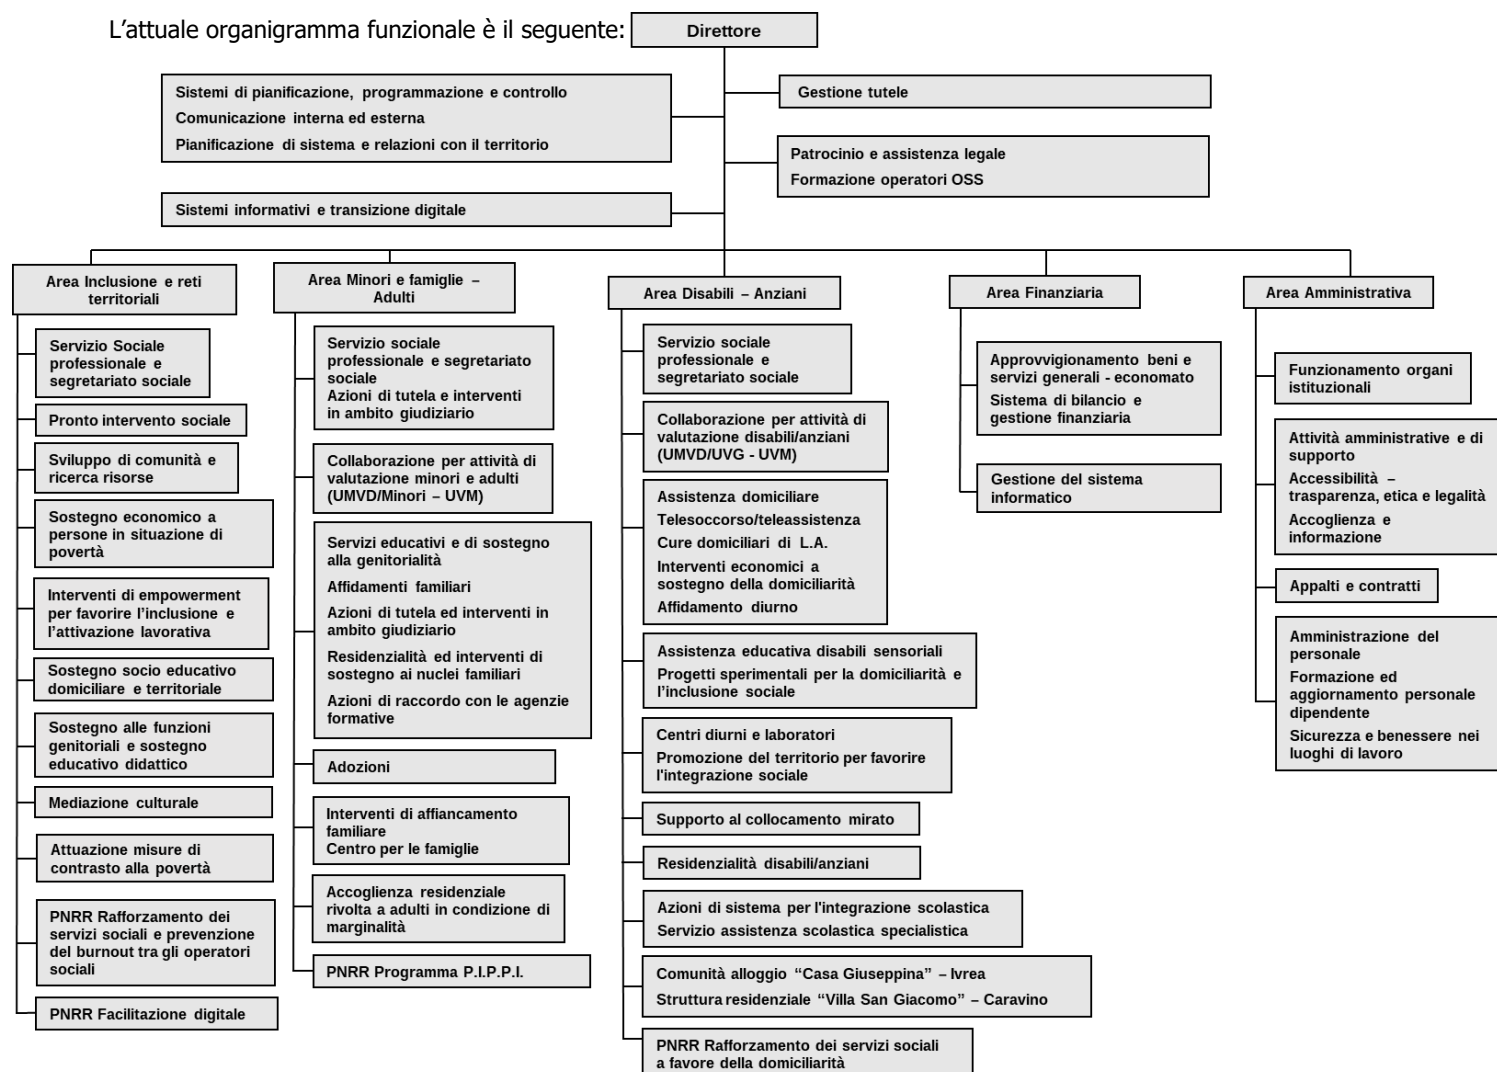 L’attuale organigramma funzionale è il seguente:
Direttore
Sistemi di pianificazione, programmazione e controllo
Comunicazione interna ed esterna
Pianificazione di sistema e relazioni con il territorio
Gestione tutele
Patrocinio e assistenza legale
Formazione operatori OSS
Sistemi informativi e transizione digitale
Area Inclusione e reti
territoriali
Servizio Sociale
professionale e
segretariato sociale
Pronto intervento sociale
Sviluppo di comunità e
ricerca risorse
Sostegno economico a
persone in situazione di
povertà
Interventi di empowerment
per favorire l’inclusione e
l’attivazione lavorativa
Sostegno socio educativo
domiciliare e territoriale
Sostegno alle funzioni
genitoriali e sostegno
educativo didattico
Mediazione culturale
Attuazione misure di
contrasto alla povertà
PNRR Rafforzamento dei
servizi sociali e prevenzione
del burnout tra gli operatori
sociali
PNRR Facilitazione digitale
Area Minori e famiglie –
Adulti
Servizio sociale
professionale e segretariato
sociale
Azioni di tutela e interventi
in ambito giudiziario
Collaborazione per attività di
valutazione minori e adulti
(UMVD/Minori – UVM)
Servizi educativi e di sostegno
alla genitorialità
Affidamenti familiari
Azioni di tutela ed interventi in
ambito giudiziario
Residenzialità ed interventi di
sostegno ai nuclei familiari
Azioni di raccordo con le agenzie
formative
Adozioni
Interventi di affiancamento
familiare
Centro per le famiglie
Accoglienza residenziale
rivolta a adulti in condizione di
marginalità
PNRR Programma P.I.P.P.I.
Area Disabili – Anziani
Servizio sociale
professionale e
segretariato sociale
Collaborazione per attività di
valutazione disabili/anziani
(UMVD/UVG - UVM)
Assistenza domiciliare
Telesoccorso/teleassistenza
Cure domiciliari di L.A.
Interventi economici a
sostegno della domiciliarità
Affidamento diurno
Assistenza educativa disabili sensoriali
Progetti sperimentali per la domiciliarità e
l’inclusione sociale
Centri diurni e laboratori
Promozione del territorio per favorire
l'integrazione sociale
Supporto al collocamento mirato
Residenzialità disabili/anziani
Azioni di sistema per l'integrazione scolastica
Servizio assistenza scolastica specialistica
Comunità alloggio “Casa Giuseppina” – Ivrea
Struttura residenziale “Villa San Giacomo” – Caravino
PNRR Rafforzamento dei servizi sociali
a favore della domiciliarità
Area Finanziaria
Approvvigionamento beni e
servizi generali - economato
Sistema di bilancio e
gestione finanziaria
Gestione del sistema
informatico
Area Amministrativa
Funzionamento organi
istituzionali
Attività amministrative e di
supporto
Accessibilità –
trasparenza, etica e legalità
Accoglienza e
informazione
Appalti e contratti
Amministrazione del
personale
Formazione ed
aggiornamento personale
dipendente
Sicurezza e benessere nei
luoghi di lavoro